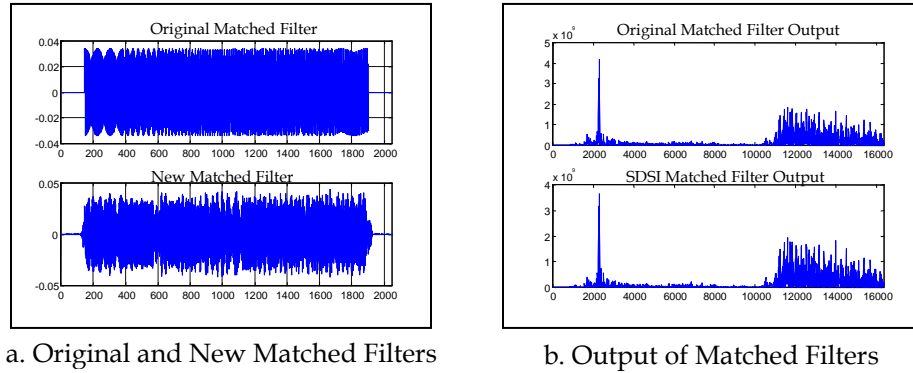 Original Matched Filter
0.04
0.02
0
-0.02
-0.04
0 200 400 600 800 1000 1200 1400 1600 1800 2000
New Matched Filter
0.05
0
-0.05
0 200 400 600 800 1000 1200 1400 1600 1800 2000
a. Original and New Matched Filters
x 10³
Original Matched Filter Output
5
4
3
2
1
0
0 2000 4000 6000 8000 10000 12000 14000 16000
x 10³
SDSI Matched Filter Output
4
3
2
1
0
0 2000 4000 6000 8000 10000 12000 14000 16000
b. Output of Matched Filters